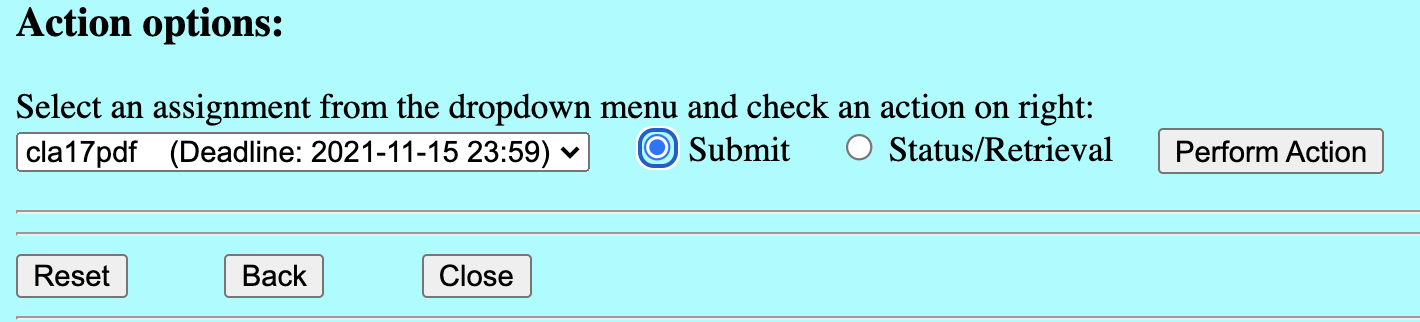 Action options:
Select an assignment from the dropdown menu and check an action on right:
cla17pdf (Deadline: 2021-11-15 23:59) Submit Status/Retrieval Perform Action
Reset Back Close